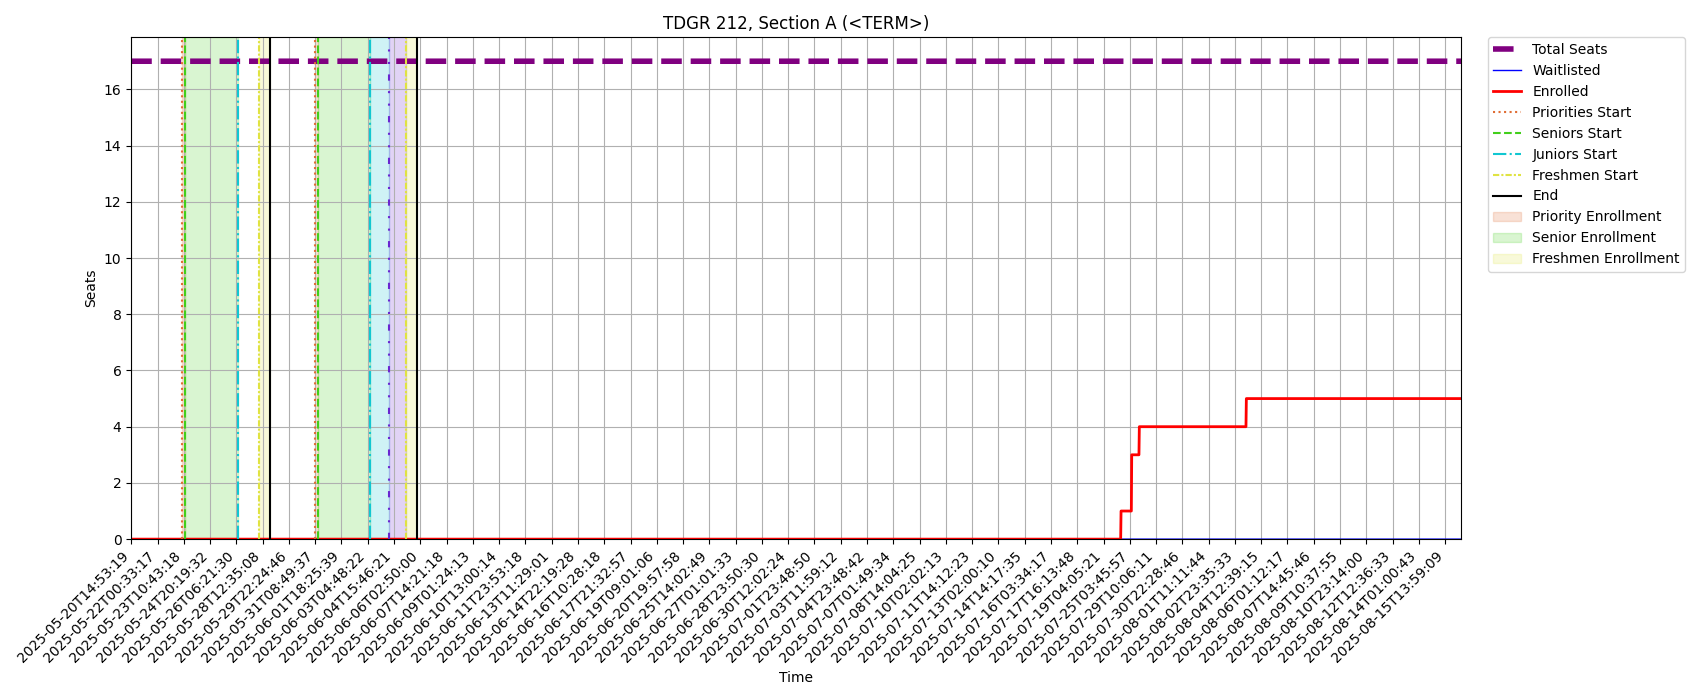 TDGR 212, Section A (<TERM>)
Total Seats
Waitlisted
Enrolled
Priorities Start
Seniors Start
Juniors Start
Freshmen Start
End
Priority Enrollment
Senior Enrollment
Freshmen Enrollment
Seats
16
14
12
10
8
6
4
2
0
2025-05-20T14:53:19
2025-05-22T00:33:17
2025-05-23T10:43:18
2025-05-24T20:19:32
2025-05-26T06:21:30
2025-05-28T12:35:08
2025-05-29T22:24:46
2025-05-31T08:49:37
2025-06-01T18:25:39
2025-06-03T04:48:22
2025-06-04T15:46:21
2025-06-06T02:50:00
2025-06-07T14:21:18
2025-06-09T01:24:13
2025-06-10T13:00:14
2025-06-11T23:53:18
2025-06-13T11:29:01
2025-06-14T22:19:28
2025-06-16T10:28:18
2025-06-17T21:32:57
2025-06-19T09:01:06
2025-06-20T19:57:58
2025-06-25T14:02:49
2025-06-27T01:01:33
2025-06-28T23:50:30
2025-06-30T12:02:24
2025-07-01T23:48:50
2025-07-03T11:59:12
2025-07-04T23:48:42
2025-07-07T01:49:34
2025-07-08T14:04:25
2025-07-10T02:02:13
2025-07-11T14:12:23
2025-07-13T02:00:10
2025-07-14T14:17:35
2025-07-16T03:34:17
2025-07-17T16:13:48
2025-07-19T04:05:21
2025-07-25T03:45:57
2025-07-29T10:06:11
2025-07-30T22:28:46
2025-08-01T11:11:44
2025-08-02T23:35:33
2025-08-04T12:39:15
2025-08-06T01:12:17
2025-08-07T14:45:46
2025-08-09T10:37:55
2025-08-10T23:14:00
2025-08-12T12:36:33
2025-08-14T01:00:43
2025-08-15T13:59:09
Time